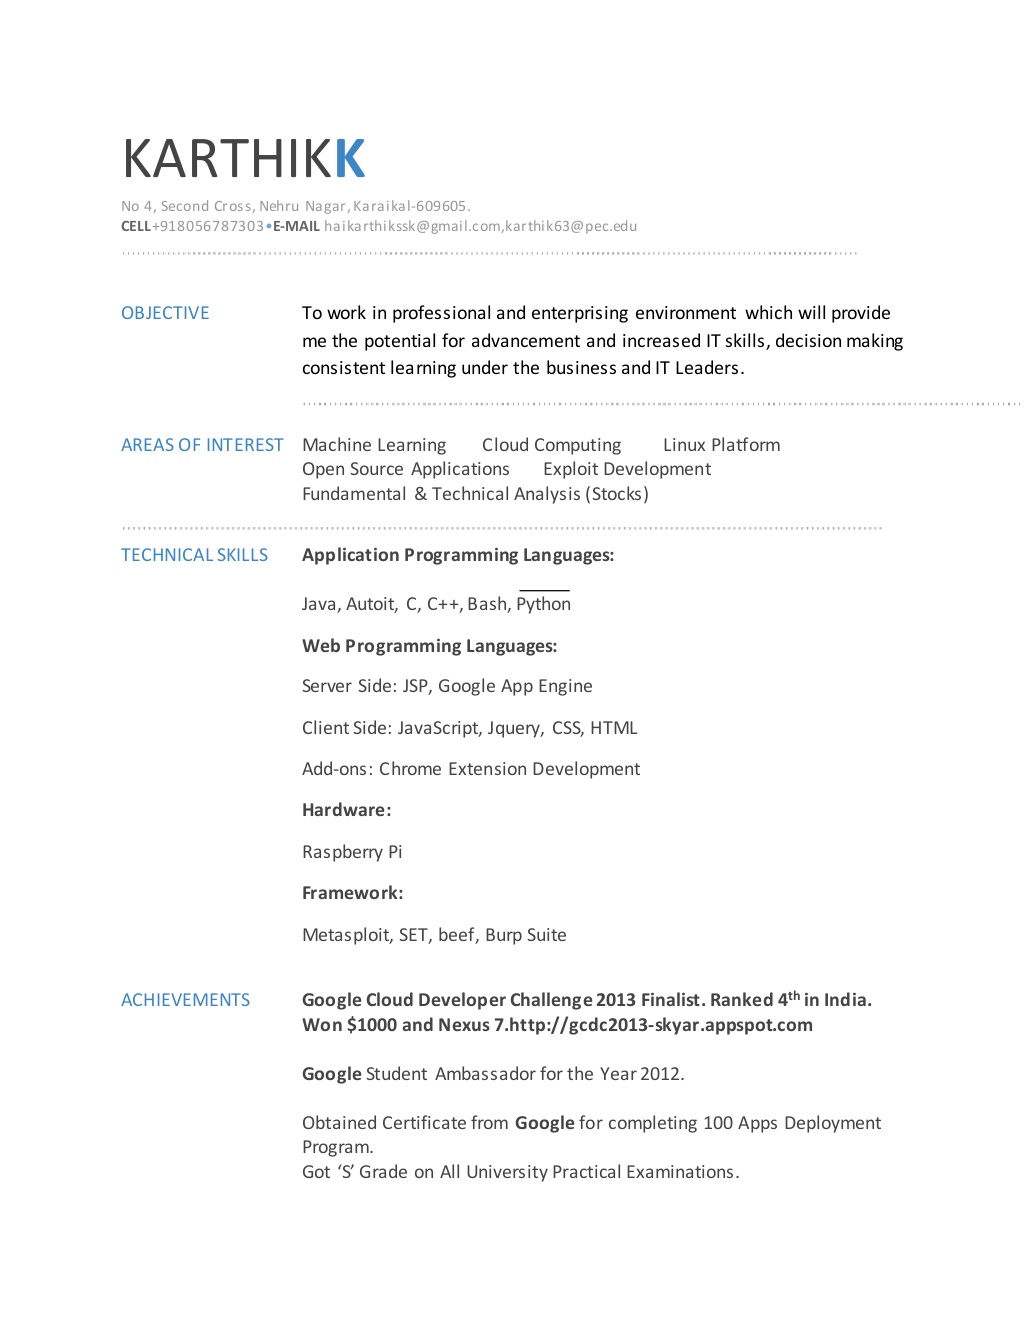 KARTHIKK
No 4, Second Cross, Nehru Nagar, Karaikal-609605.
CELL+918056787303•E-MAIL haikarthikssk@gmail.com,karthik63@pec.edu
OBJECTIVE To work in professional and enterprising environment which will provide
me the potential for advancement and increased IT skills, decision making
consistent learning under the business and IT Leaders.
AREAS OF INTEREST Machine Learning Cloud Computing Linux Platform
Open Source Applications Exploit Development
Fundamental & Technical Analysis (Stocks)
TECHNICAL SKILLS Application Programming Languages:
Java, Autoit, C, C++, Bash, Python
Web Programming Languages:
Server Side: JSP, Google App Engine
Client Side: JavaScript, Jquery, CSS, HTML
Add-ons: Chrome Extension Development
Hardware:
Raspberry Pi
Framework:
Metasploit, SET, beef, Burp Suite
ACHIEVEMENTS Google Cloud Developer Challenge 2013 Finalist. Ranked 4th in India.
Won $1000 and Nexus 7.http://gcdc2013-skyar.appspot.com
Google Student Ambassador for the Year 2012.
Obtained Certificate from Google for completing 100 Apps Deployment
Program.
Got ‘S’ Grade on All University Practical Examinations.